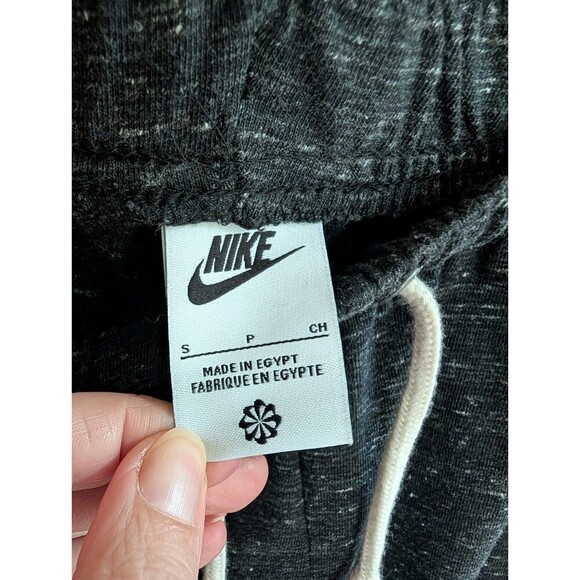 NIKE
S P CH
MADE IN EGYPT
FABRIQUE EN EGYPTE